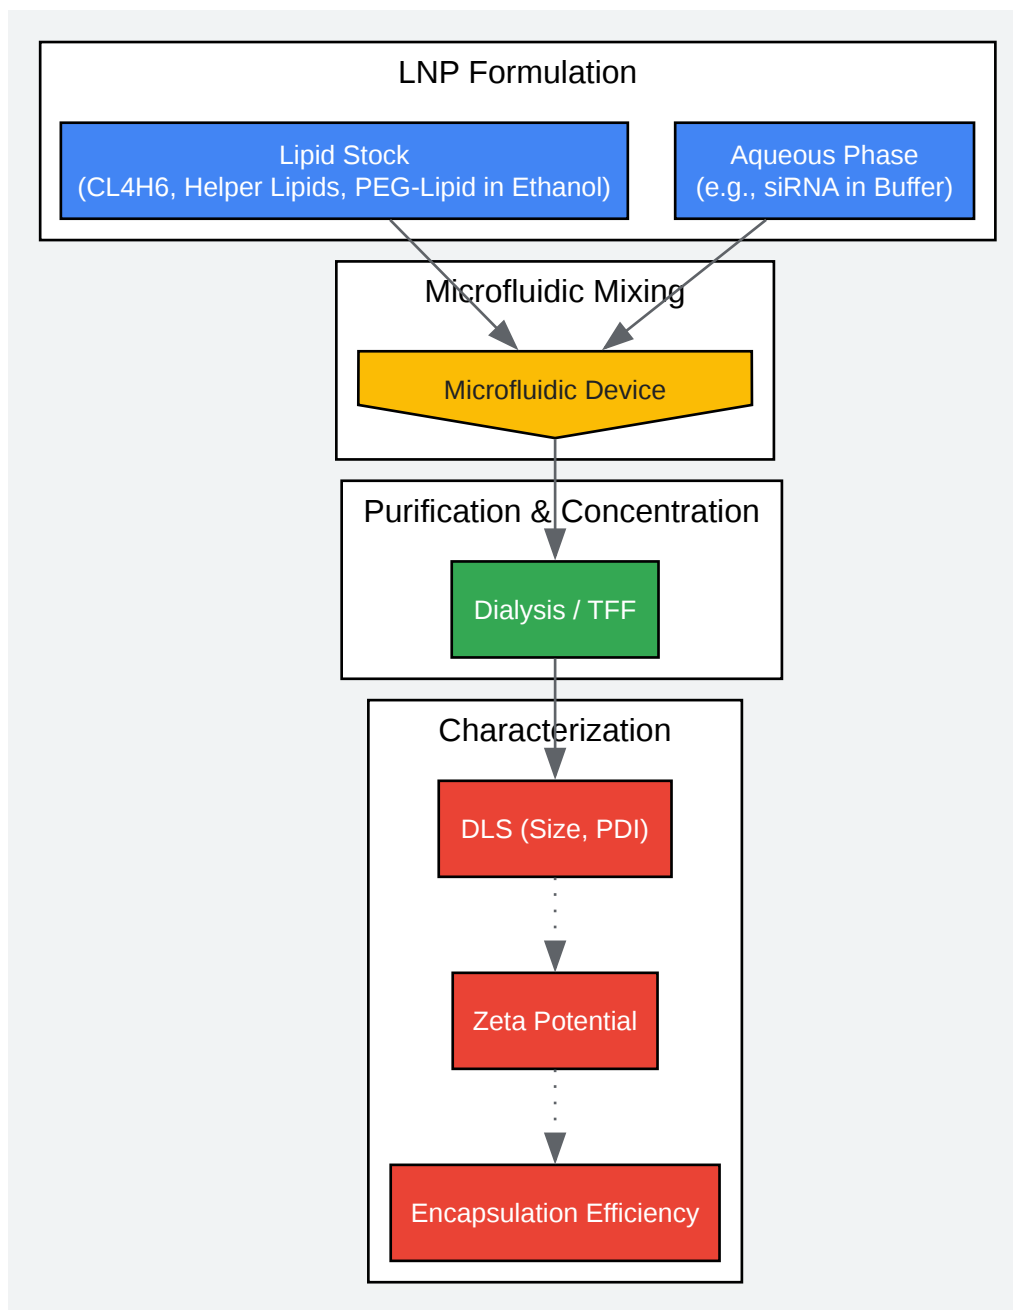 LNP Formulation
Lipid Stock
(CL4H6, Helper Lipids, PEG-Lipid in Ethanol)
Aqueous Phase
(e.g., siRNA in Buffer)
Microfluidic Mixing
Microfluidic Device
Purification & Concentration
Dialysis / TFF
Characterization
DLS (Size, PDI)
Zeta Potential
Encapsulation Efficiency